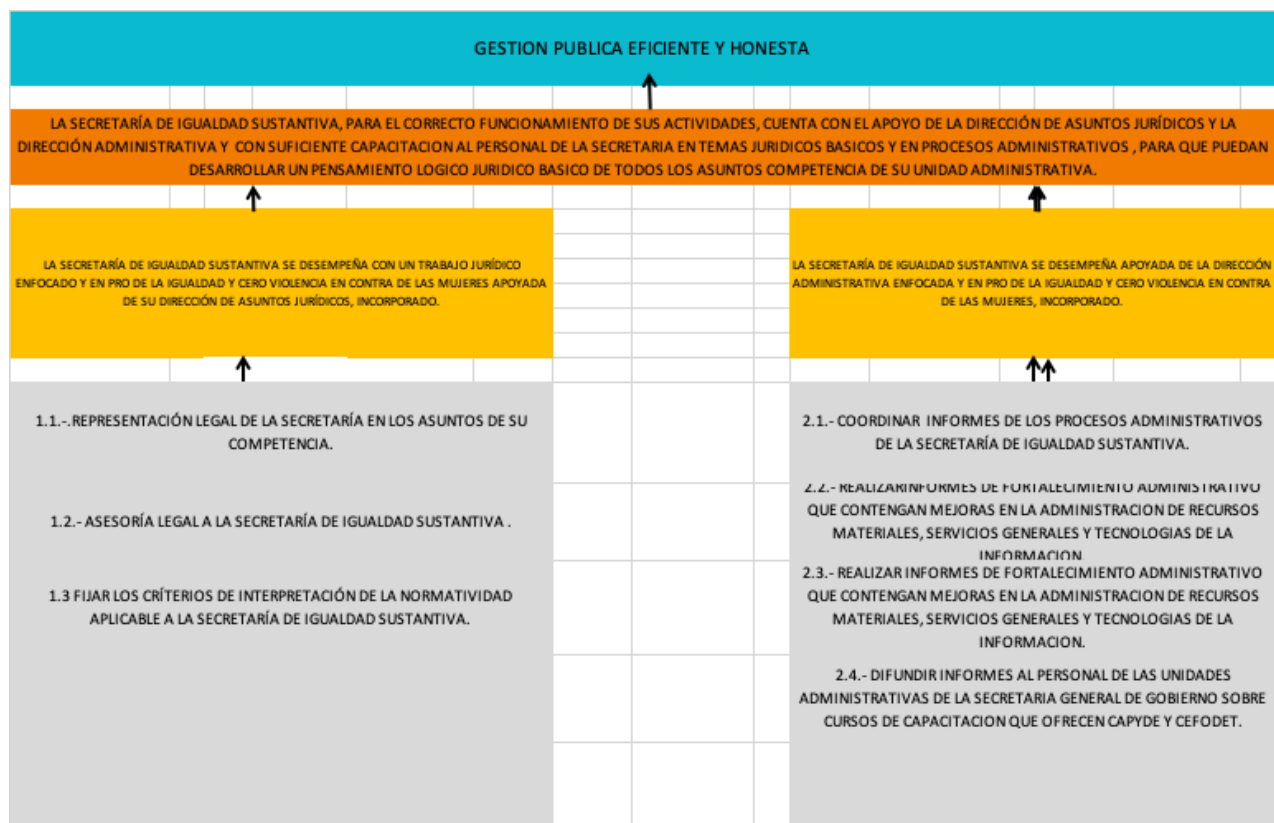 GESTION PUBLICA EFICIENTE Y HONESTA
LA SECRETARÍA DE IGUALDAD SUSTANTIVA, PARA EL CORRECTO FUNCIONAMIENTO DE SUS ACTIVIDADES, CUENTA CON EL APOYO DE LA DIRECCIÓN DE ASUNTOS JURÍDICOS Y LA
DIRECCIÓN ADMINISTRATIVA Y CON SUFICIENTE CAPACITACION AL PERSONAL DE LA SECRETARIA EN TEMAS JURIDICOS BASICOS Y EN PROCESOS ADMINISTRATIVOS , PARA QUE PUEDAN
DESARROLLAR UN PENSAMIENTO LOGICO JURIDICO BASICO DE TODOS LOS ASUNTOS COMPETENCIA DE SU UNIDAD ADMINISTRATIVA.
LA SECRETARÍA DE IGUALDAD SUSTANTIVA SE DESEMPEÑA CON UN TRABAJO JURÍDICO
ENFOCADO Y EN PRO DE LA IGUALDAD Y CERO VIOLENCIA EN CONTRA DE LAS MUJERES APOYADA
DE SU DIRECCIÓN DE ASUNTOS JURÍDICOS, INCORPORADO.
LA SECRETARÍA DE IGUALDAD SUSTANTIVA SE DESEMPEÑA APOYADA DE LA DIRECCIÓN
ADMINISTRATIVA ENFOCADA Y EN PRO DE LA IGUALDAD Y CERO VIOLENCIA EN CONTRA
DE LAS MUJERES, INCORPORADO.
1.1.-.REPRESENTACIÓN LEGAL DE LA SECRETARÍA EN LOS ASUNTOS DE SU
COMPETENCIA.
1.2.- ASESORÍA LEGAL A LA SECRETARÍA DE IGUALDAD SUSTANTIVA .
1.3 FIJAR LOS CRÍTERIOS DE INTERPRETACIÓN DE LA NORMATIVIDAD
APLICABLE A LA SECRETARÍA DE IGUALDAD SUSTANTIVA.
2.1.- COORDINAR INFORMES DE LOS PROCESOS ADMINISTRATIVOS
DE LA SECRETARÍA DE IGUALDAD SUSTANTIVA.
2.2.- REALIZARINFORMES DE FORTALECIMIENTO ADMINISTRATIVO
QUE CONTENGAN MEJORAS EN LA ADMINISTRACION DE RECURSOS
MATERIALES, SERVICIOS GENERALES Y TECNOLOGIAS DE LA
INFORMACION.
2.3.- REALIZAR INFORMES DE FORTALECIMIENTO ADMINISTRATIVO
QUE CONTENGAN MEJORAS EN LA ADMINISTRACION DE RECURSOS
MATERIALES, SERVICIOS GENERALES Y TECNOLOGIAS DE LA
INFORMACION.
2.4.- DIFUNDIR INFORMES AL PERSONAL DE LAS UNIDADES
ADMINISTRATIVAS DE LA SECRETARIA GENERAL DE GOBIERNO SOBRE
CURSOS DE CAPACITACION QUE OFRECEN CAPYDE Y CEFODET.